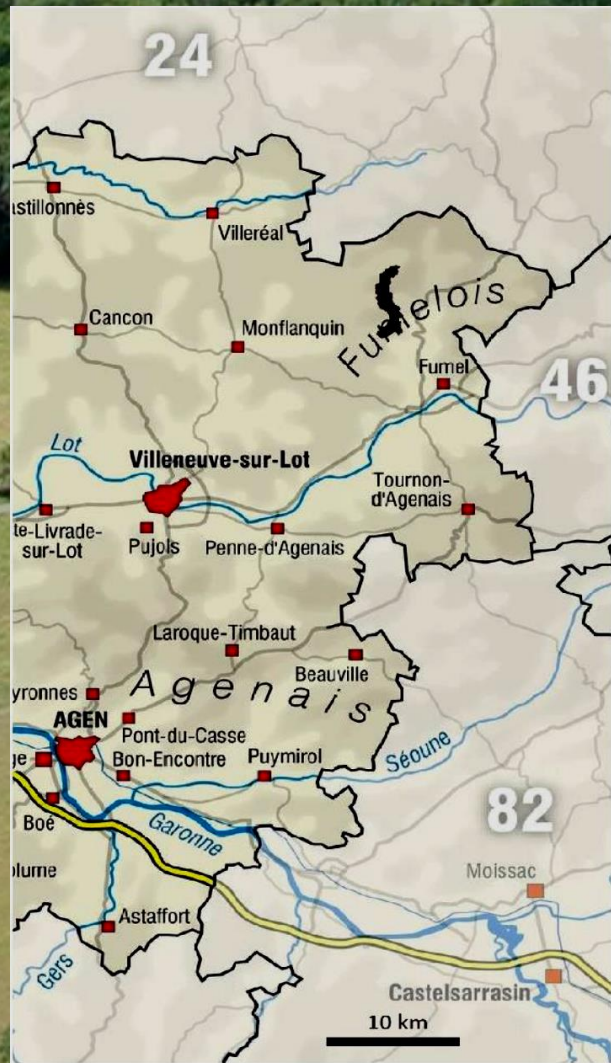 24
astillonnès
Villeréal
Cancon
Monflanquin
Fumelois
Fumel
46
Lot
Villeneuve-sur-Lot
Tournon-
d'Agenais
te-Livrade-
sur-Lot
Pujols
Penne-d'Agenais
Laroque-Timbaut
Beauville
yronnes
Agenais
AGEN
Pont-du-Casse
ge
Bon-Encontre
Puymirol
Séoune
Boé
Garonne
82
olume
Moissac
Astaffort
Gers
Castelsarrasin
10 km